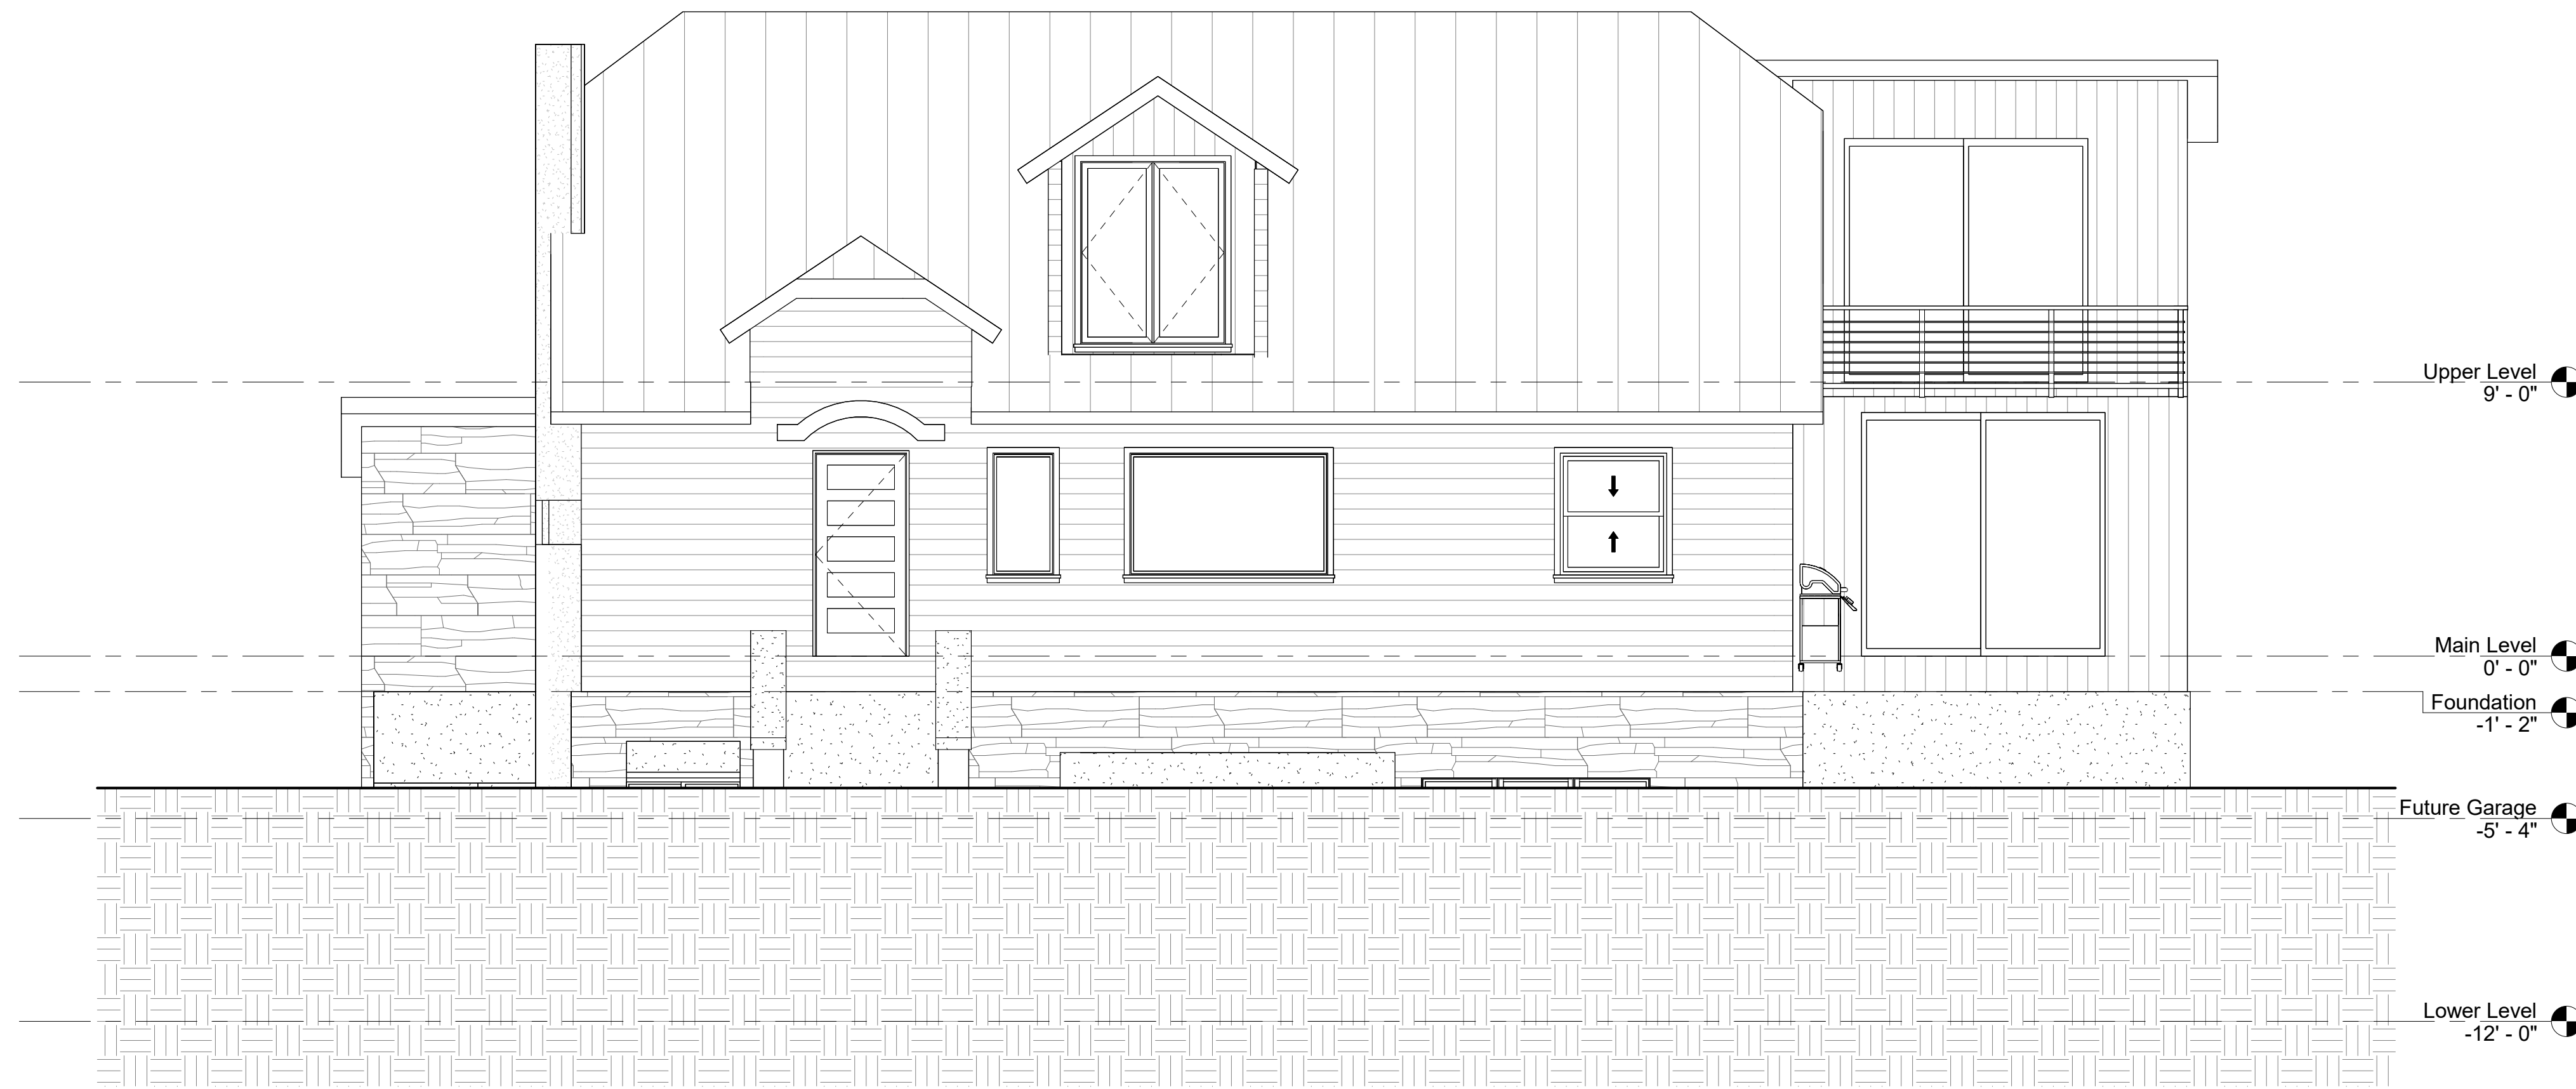 Upper Level
9' - 0"
Main Level
0' - 0"
Foundation
-1' - 2"
Future Garage
-5' - 4"
Lower Level
-12' - 0"